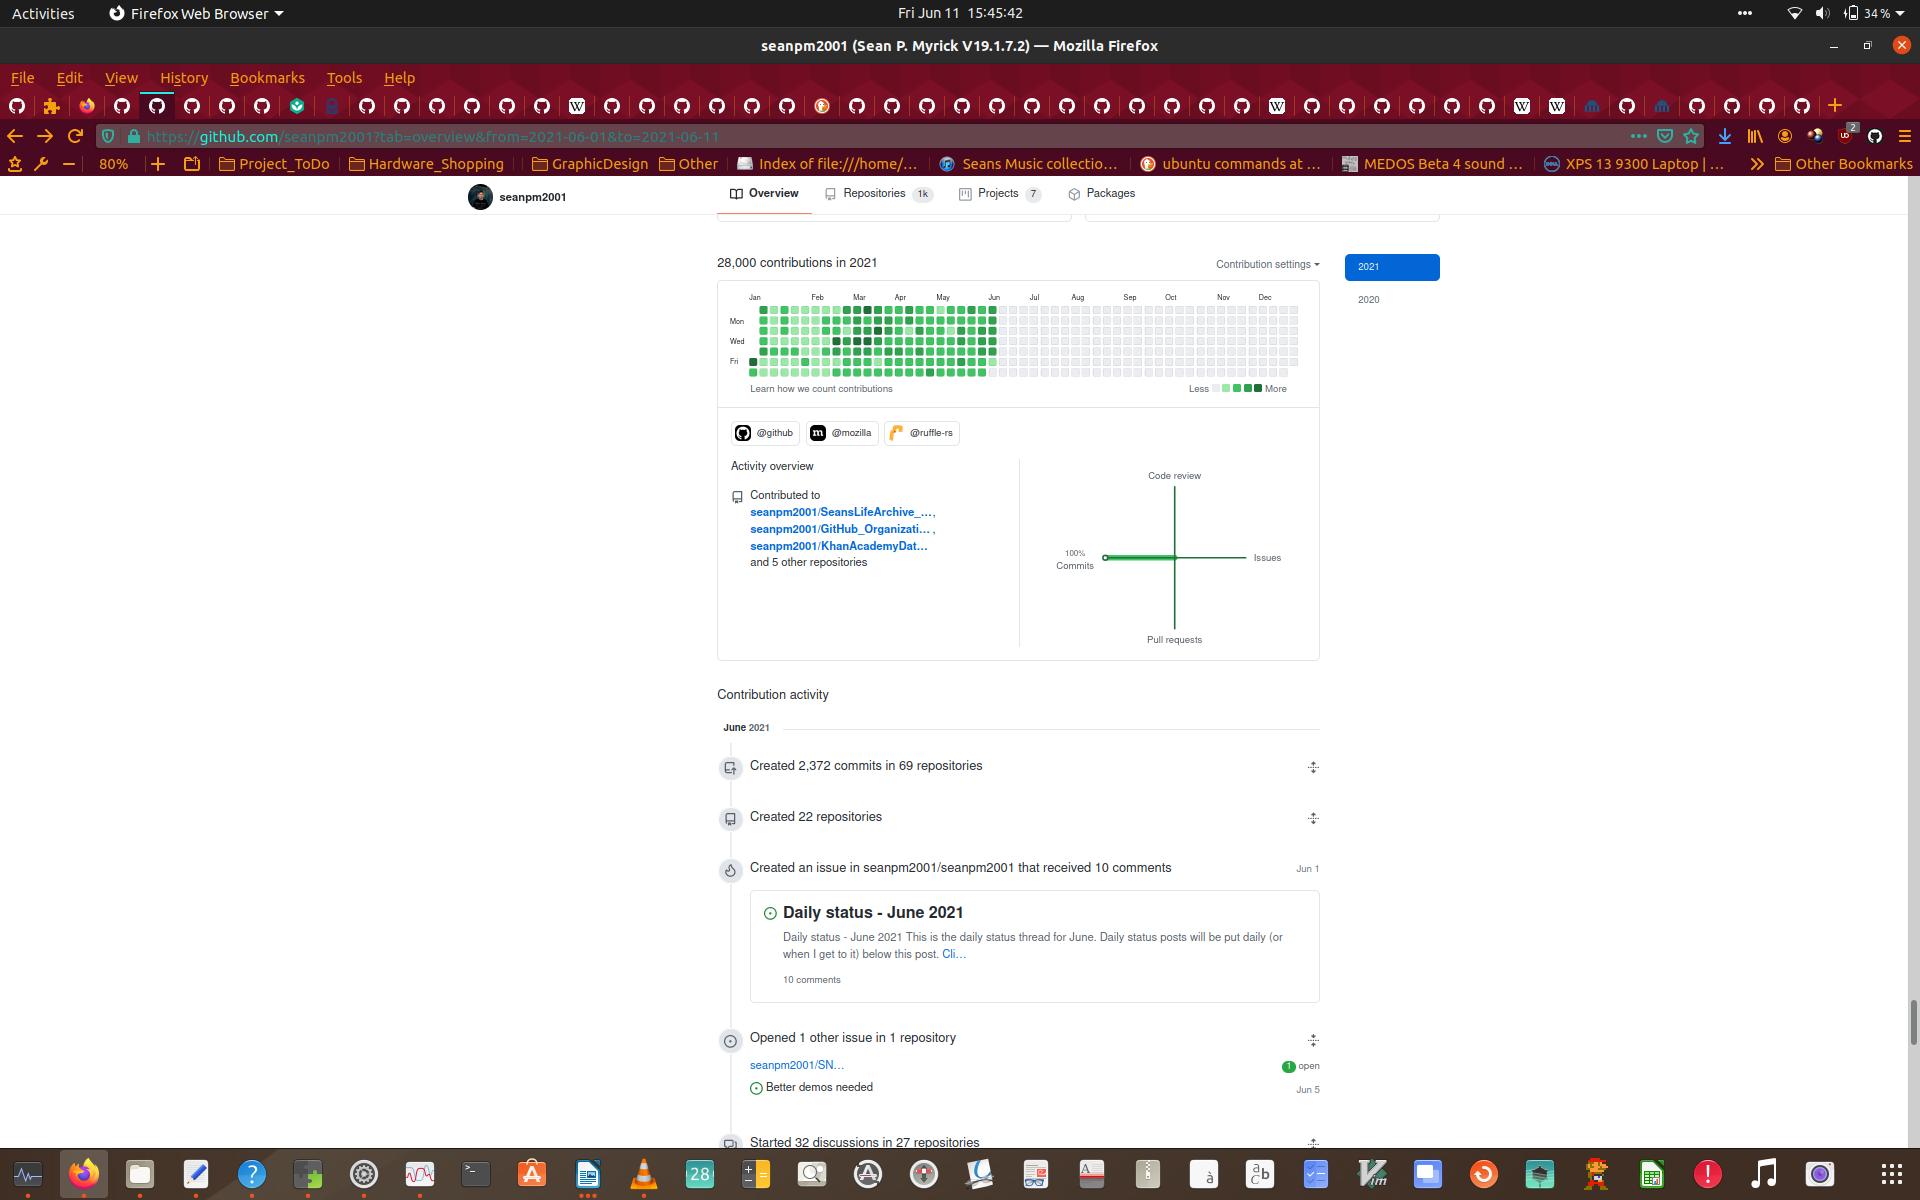 Activities
Firefox Web Browser
Fri Jun 11 15:45:42
34 %
seanpm2001 (Sean P. Myrick V19.1.7.2) — Mozilla Firefox
File Edit View History Bookmarks Tools Help
https://github.com/seanpm2001?tab=overview&from=2021-06-01&to=2021-06-11
2
80%
Project_ToDo
Hardware_Shopping
GraphicDesign
Other
Index of file:///home/…
Seans Music collectio…
ubuntu commands at …
MEDOS Beta 4 sound …
XPS 13 9300 Laptop | …
Other Bookmarks
seanpm2001
Overview
Repositories 1k
Projects 7
Packages
28,000 contributions in 2021
Contribution settings
2021
2020
Jan Feb Mar Apr May Jun Jul Aug Sep Oct Nov Dec
Mon
Wed
Fri
Learn how we count contributions
Less More
@github
@mozilla
@ruffle-rs
Activity overview
Contributed to
seanpm2001/SeansLifeArchive_…,
seanpm2001/GitHub_Organizati… ,
seanpm2001/KhanAcademyDat…
and 5 other repositories
Code review
100%
Commits
Issues
Pull requests
Contribution activity
June 2021
Created 2,372 commits in 69 repositories
Created 22 repositories
Created an issue in seanpm2001/seanpm2001 that received 10 comments
Jun 1
Daily status - June 2021
Daily status - June 2021 This is the daily status thread for June. Daily status posts will be put daily (or
when I get to it) below this post. Cli…
10 comments
Opened 1 other issue in 1 repository
seanpm2001/SN…
1 open
Better demos needed
Jun 5
Started 32 discussions in 27 repositories
28